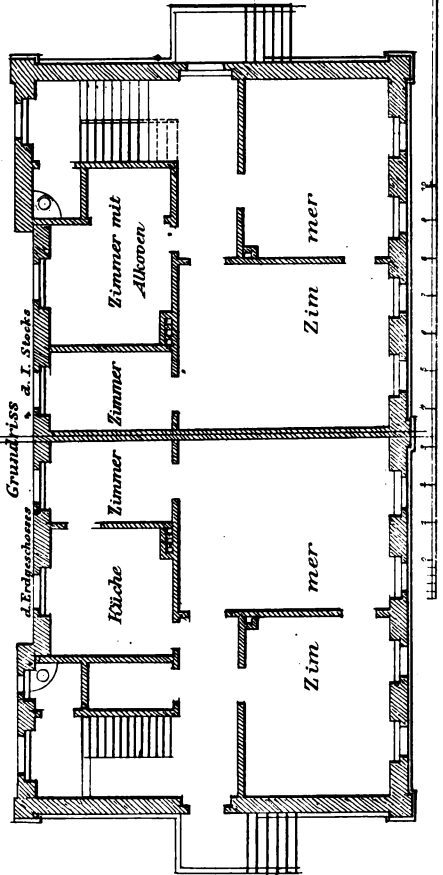 Grundriss
d. Erdgeschosses d. I. Stocks
Küche
Zimmer
Zimmer
Zimmer mit
Alkoven
Zim mer
Zim mer